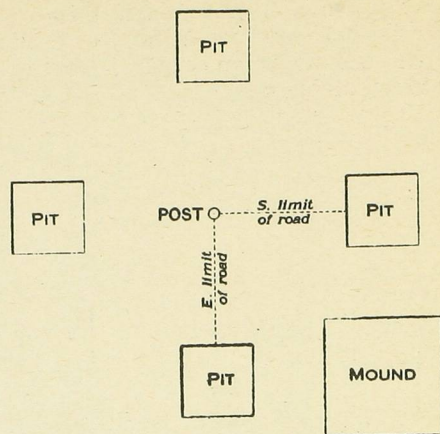 PIT
PIT
POST
S. limit
of road
PIT
E. limit
of road
PIT
MOUND